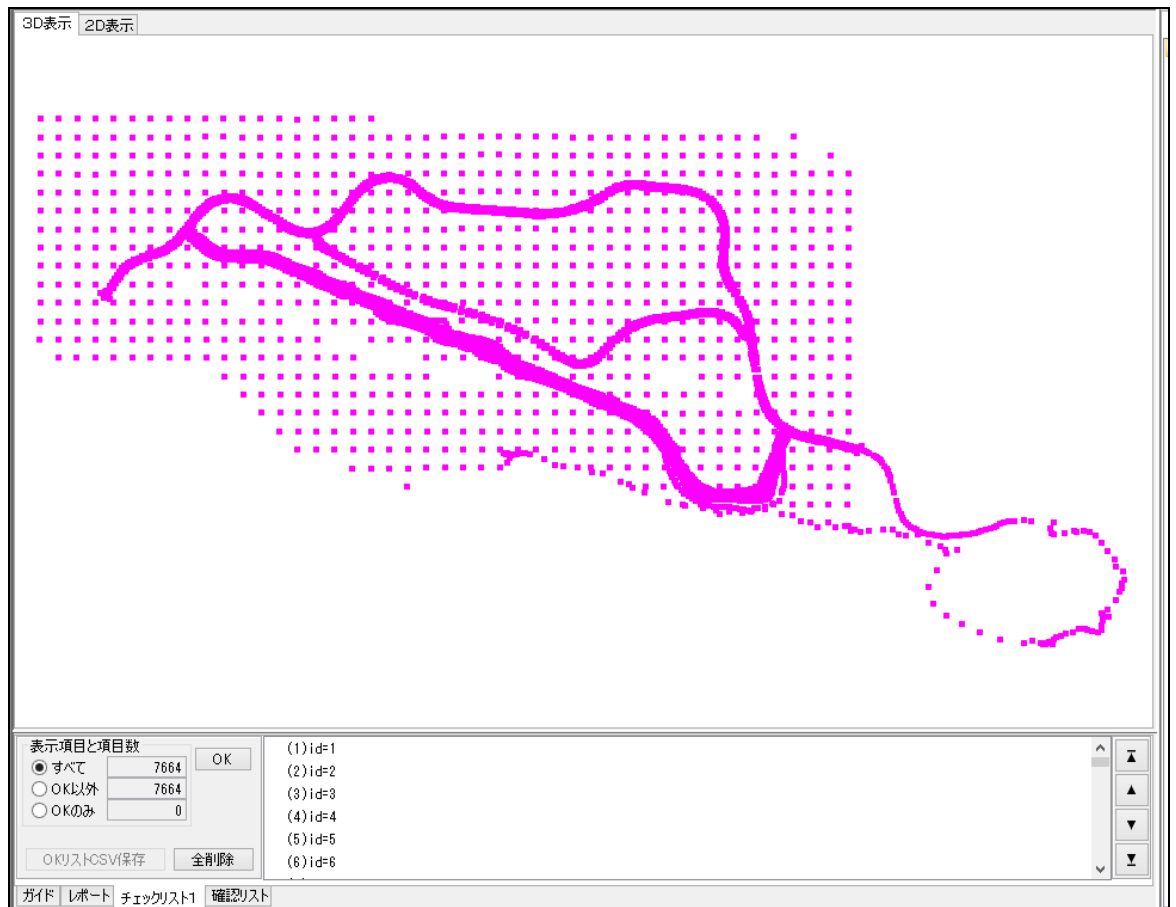 3D表示 2D表示
表示項目と項目数
すべて 7664
OK以外 7664
OKのみ 0
OK
OKリストCSV保存 全削除
(1)id=1
(2)id=2
(3)id=3
(4)id=4
(5)id=5
(6)id=6
ガイド レポート チェックリスト1 確認リスト